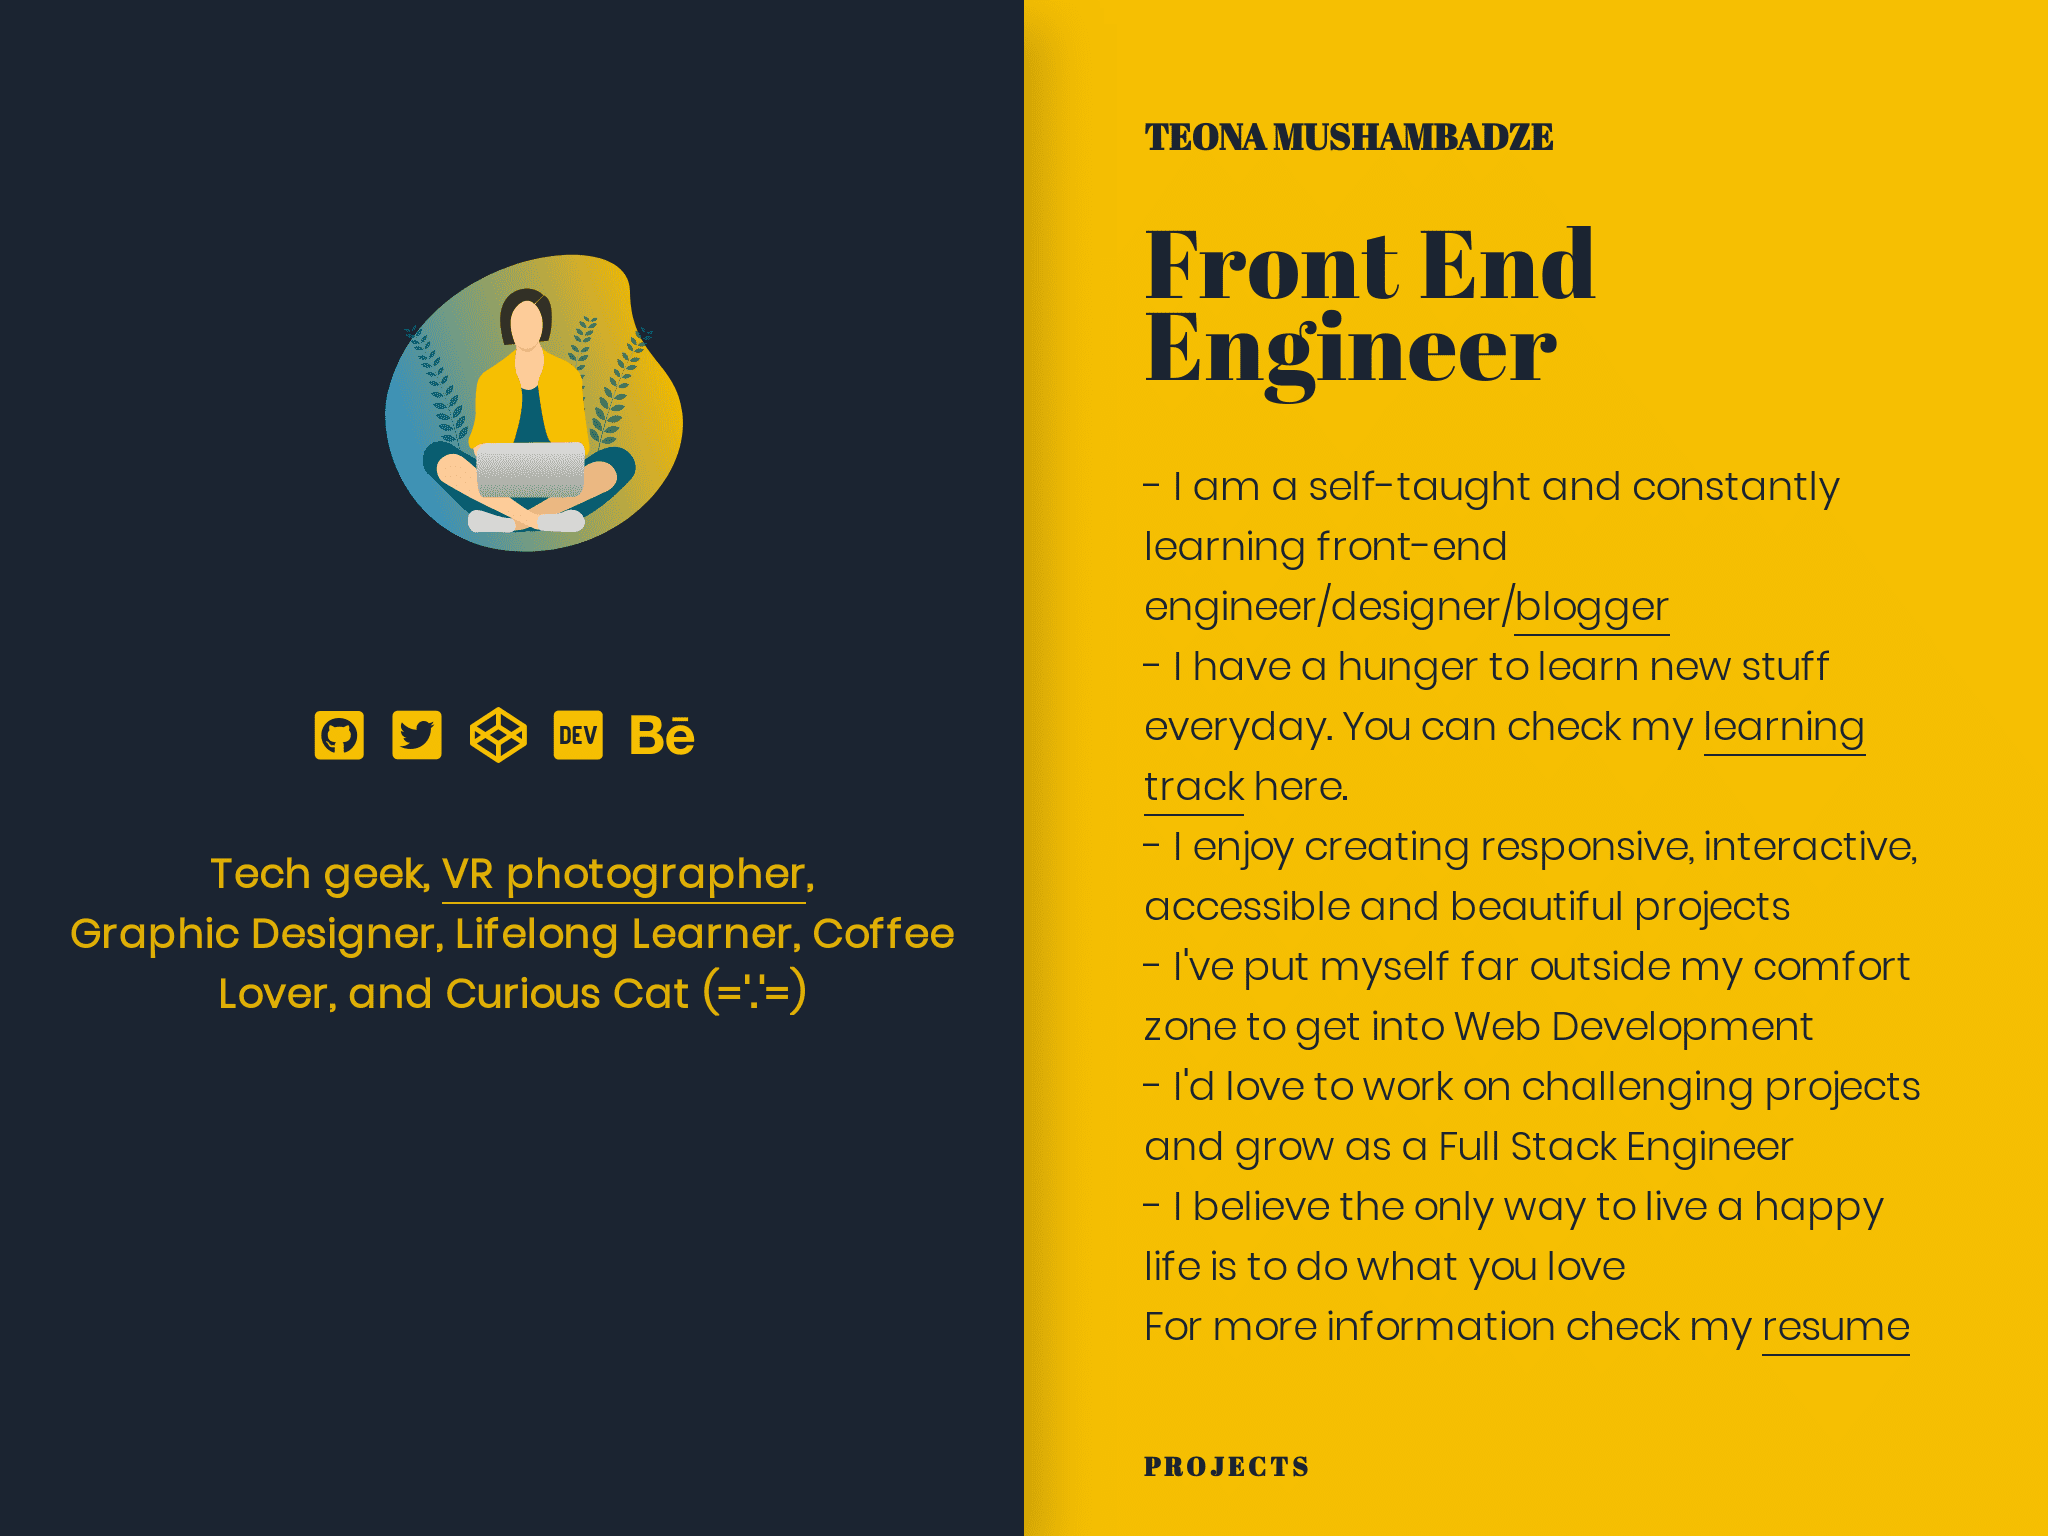 DEV
Bē
Tech geek, VR photographer,
Graphic Designer, Lifelong Learner, Coffee
Lover, and Curious Cat (='.'=)
TEONA MUSHAMBADZE
Front End
Engineer
- I am a self-taught and constantly
learning front-end
engineer/designer/blogger
- I have a hunger to learn new stuff
everyday. You can check my learning
track here.
- I enjoy creating responsive, interactive,
accessible and beautiful projects
- I've put myself far outside my comfort
zone to get into Web Development
- I'd love to work on challenging projects
and grow as a Full Stack Engineer
- I believe the only way to live a happy
life is to do what you love
For more information check my resume
PROJECTS